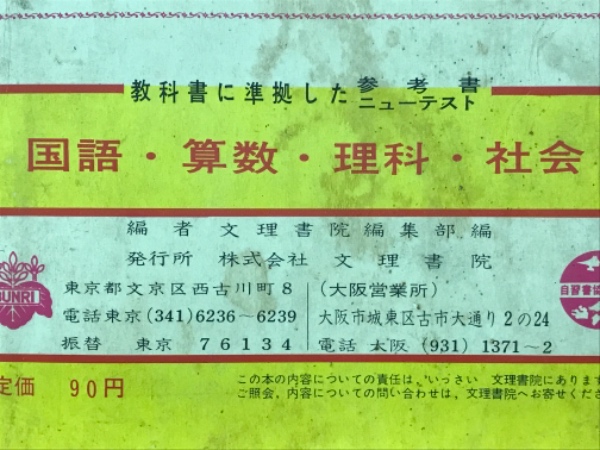 教科書に準拠した 参考書
ニューテスト
国語・算数・理科・社会
編者 文理書院編集部編
発行所 株式会社 文理書院
東京都文京区西古川町8
電話東京(341)6236〜6239
振替 東京 76134
(大阪営業所)
大阪市城東区古市大通り2の24
電話 大阪 (931) 1371〜2
BUNRI
自習書協
定価 90円
この本の内容についての責任は、いっさい 文理書院にあります
ご照会、内容についての問い合わせは、文理書院へお寄せくださ